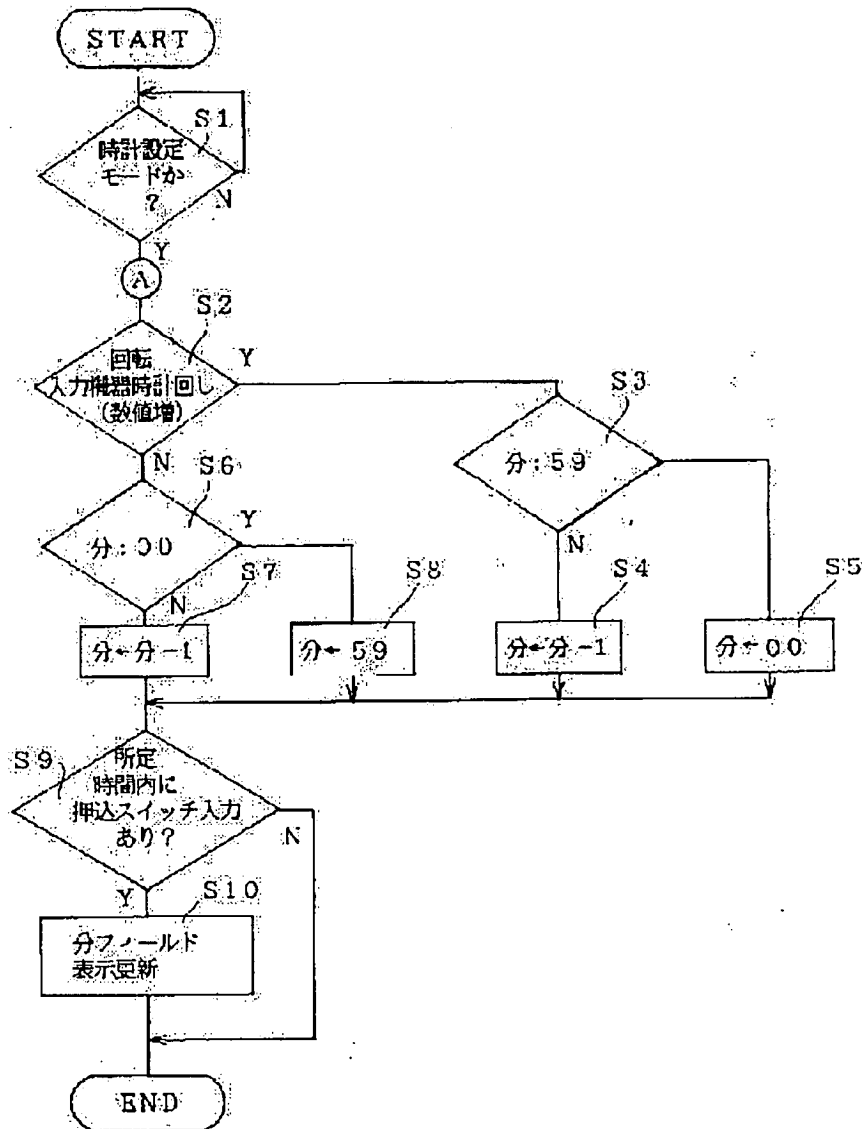 START
S1
時計設定
モードか
?
N
Y
A
S2
回転
入力機器時計回し
(数値増)
Y
N
S3
分:59
N
S6
分:00
Y
N
S7
分←分-1
S8
分←59
S4
分←分-1
S5
分←00
S9
所定
時間内に
押込スイッチ入力
あり?
N
Y
S10
分フィールド
表示更新
END